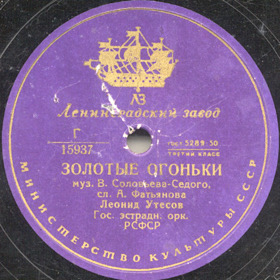 ЛЗ
Ленинградский завод
Г
15937
ГОСТ 5289-50
ТРЕТИЙ КЛАСС
ЗОЛОТЫЕ ОГОНЬКИ
муз. В. Соловьева-Седого,
сл. А. Фатьянова
Леонид Утесов
Гос. эстрадн. орк.
РСФСР
МИНИСТЕРСТВО КУЛЬТУРЫ СССР